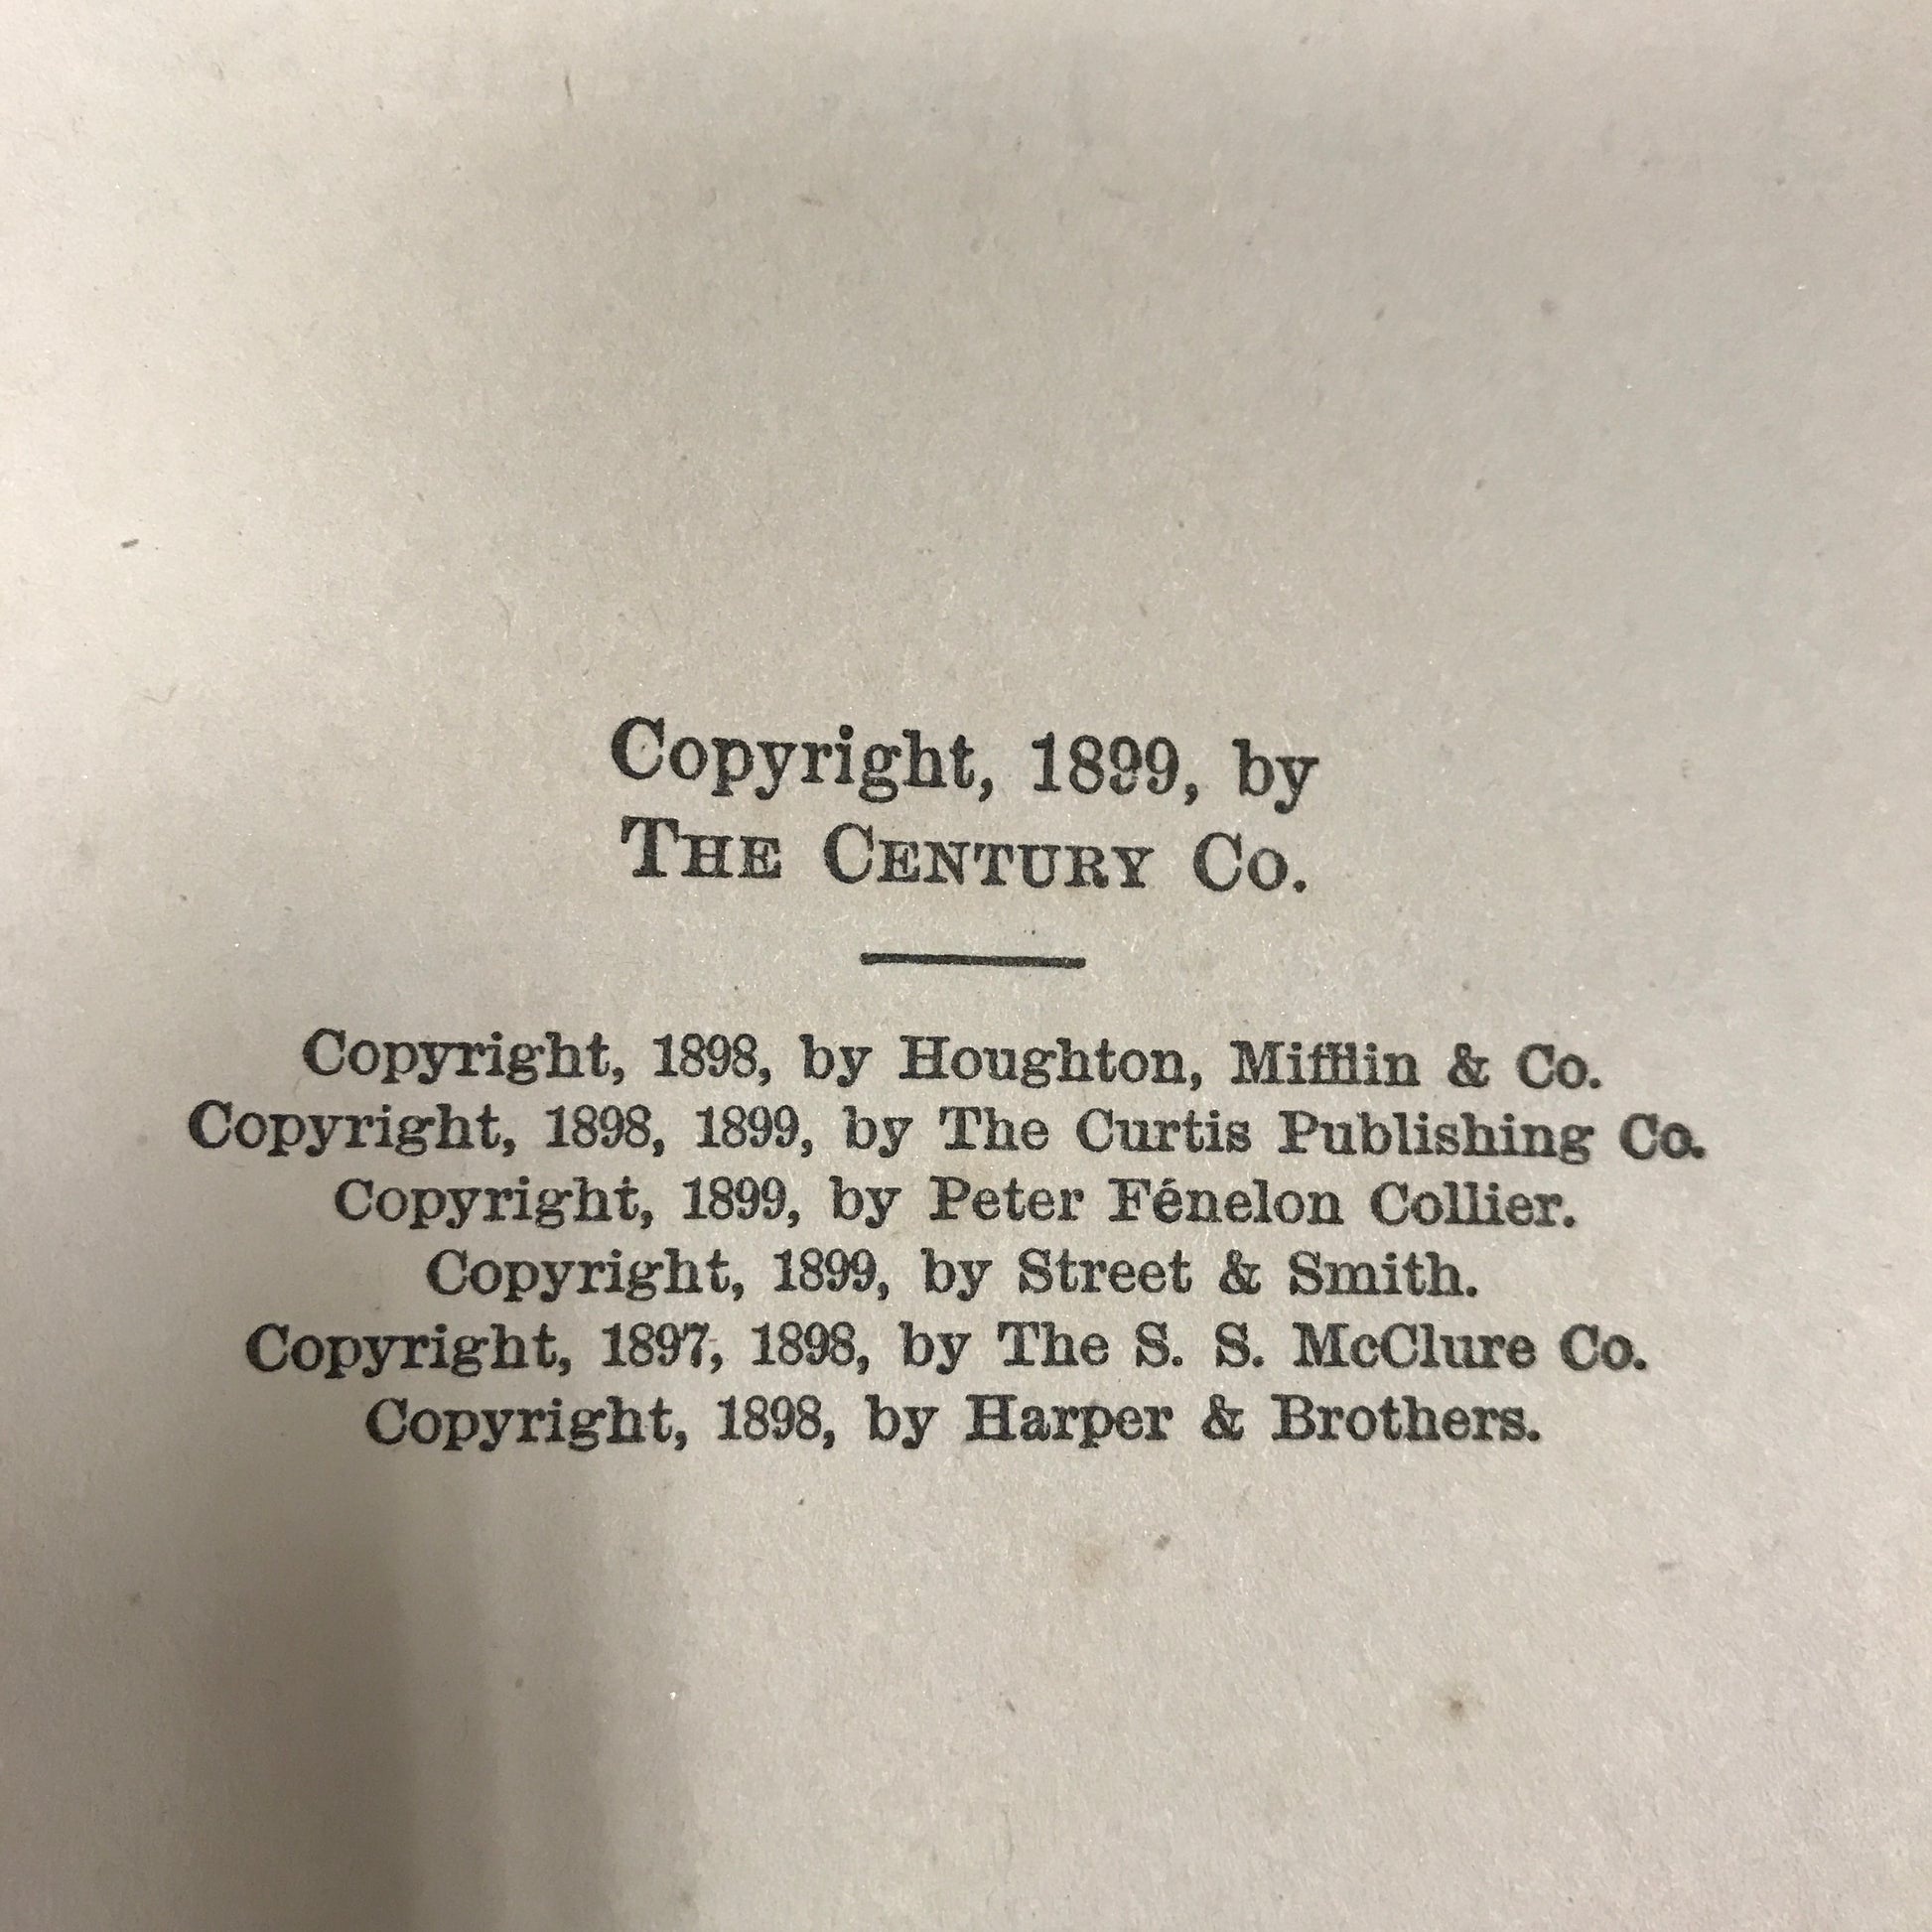 Copyright, 1899, by
THE CENTURY CO.
Copyright, 1898, by Houghton, Mifflin & Co.
Copyright, 1898, 1899, by The Curtis Publishing Co.
Copyright, 1899, by Peter Fénelon Collier.
Copyright, 1899, by Street & Smith.
Copyright, 1897, 1898, by The S. S. McClure Co.
Copyright, 1898, by Harper & Brothers.